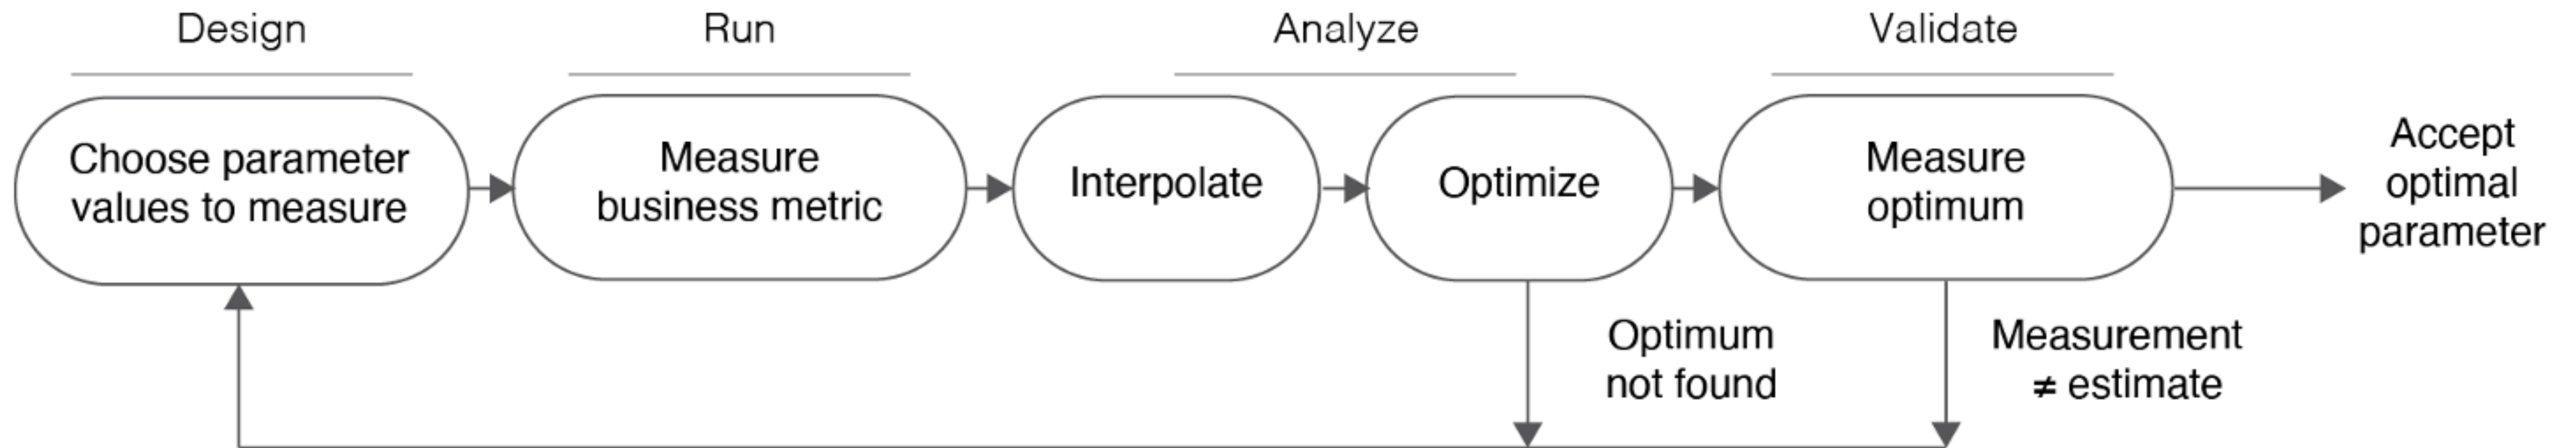 Design
Run
Analyze
Validate
Choose parameter
values to measure
Measure
business metric
Interpolate
Optimize
Measure
optimum
Accept
optimal
parameter
Optimum
not found
Measurement
≠ estimate